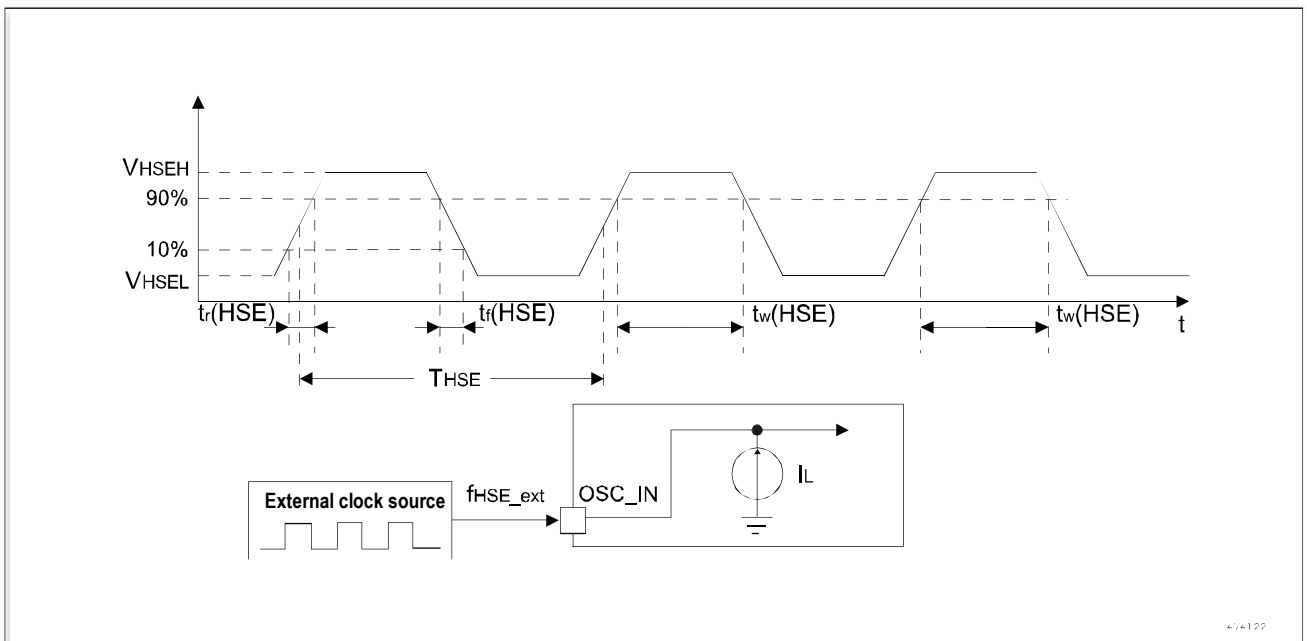 VHSEH
90%
10%
VHSEL
tr(HSE)
tf(HSE)
tw(HSE)
tw(HSE)
t
THSE
External clock source
fHSE_ext
OSC_IN
IL